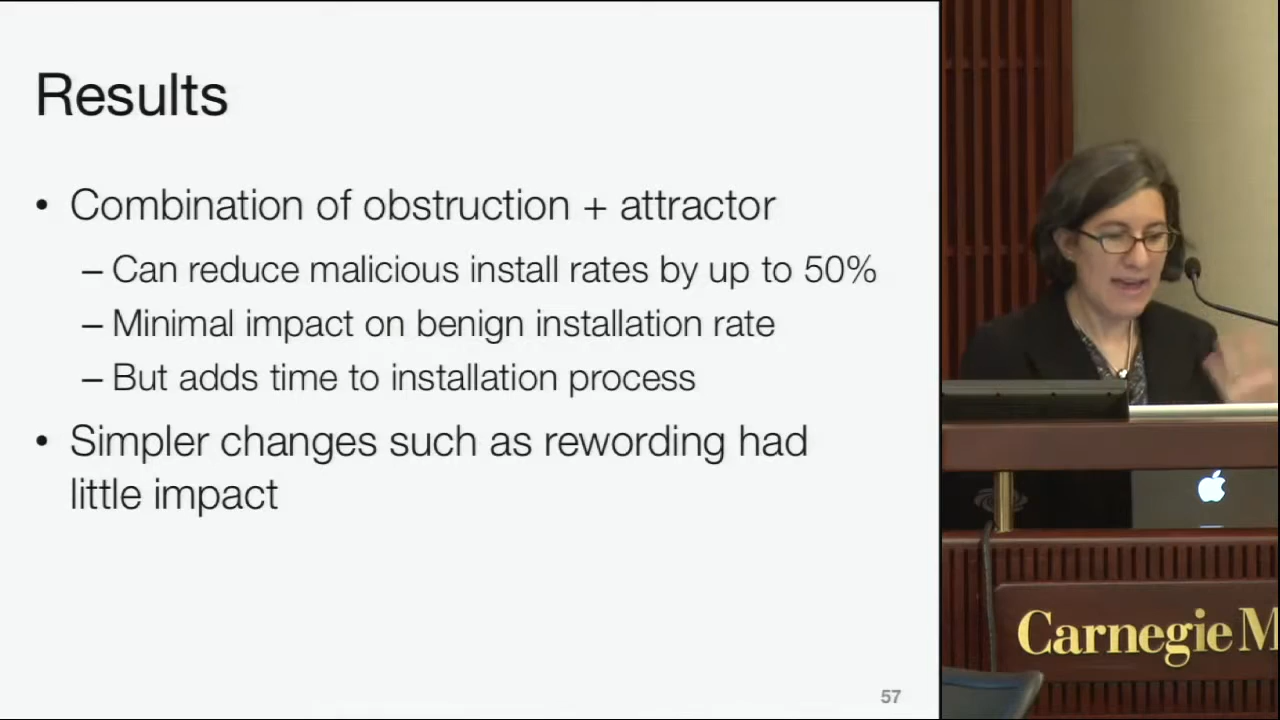 Results
• Combination of obstruction + attractor
– Can reduce malicious install rates by up to 50%
– Minimal impact on benign installation rate
– But adds time to installation process
• Simpler changes such as rewording had
little impact
57
Carnegie M